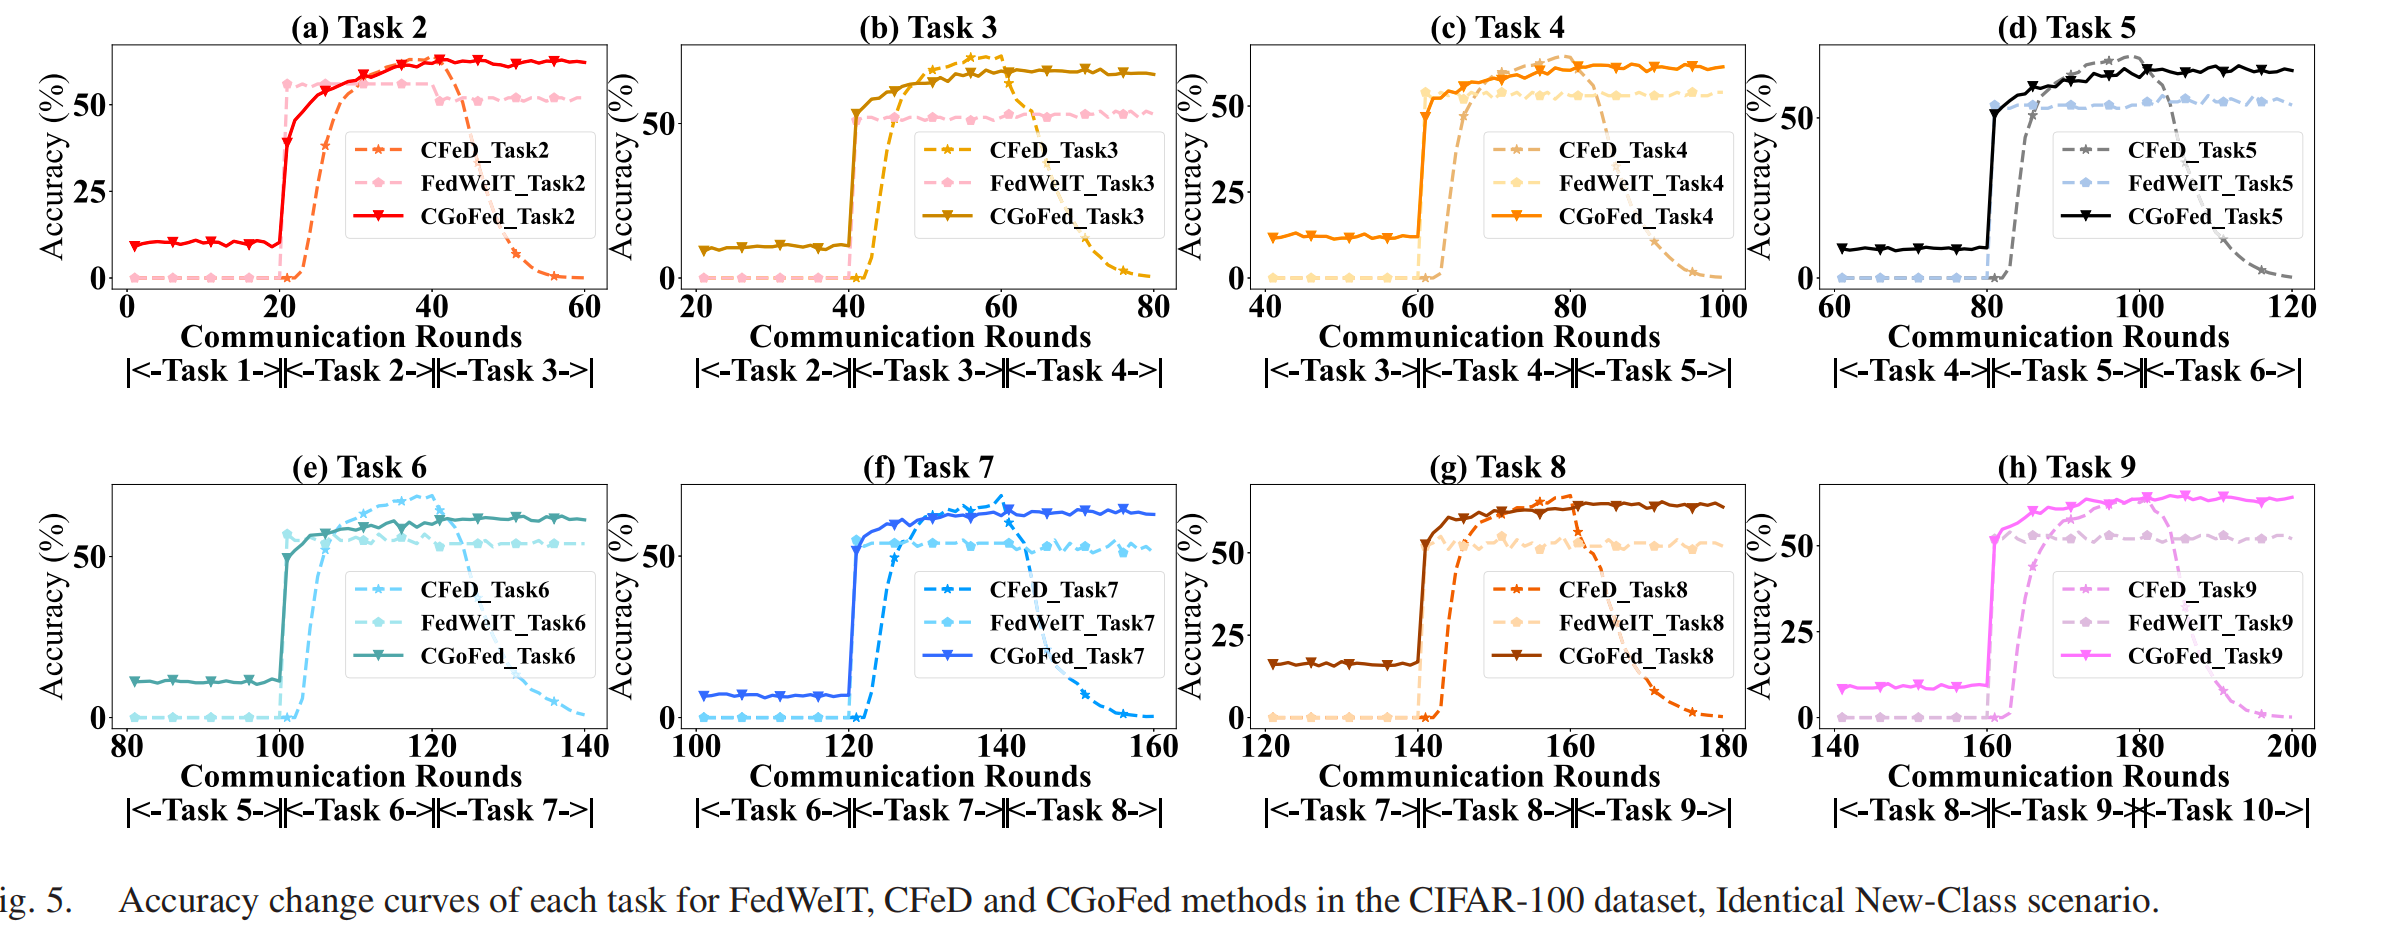 (a) Task 2
Accuracy (%)
50
25
0
CFeD_Task2
FedWeIT_Task2
CGoFed_Task2
0 20 40 60
Communication Rounds
|<-Task 1->||<-Task 2->||<-Task 3->|
(b) Task 3
Accuracy (%)
50
0
CFeD_Task3
FedWeIT_Task3
CGoFed_Task3
20 40 60 80
Communication Rounds
|<-Task 2->||<-Task 3->||<-Task 4->|
(c) Task 4
Accuracy (%)
50
25
0
CFeD_Task4
FedWeIT_Task4
CGoFed_Task4
40 60 80 100
Communication Rounds
|<-Task 3->||<-Task 4->||<-Task 5->|
(d) Task 5
Accuracy (%)
50
0
CFeD_Task5
FedWeIT_Task5
CGoFed_Task5
60 80 100 120
Communication Rounds
|<-Task 4->||<-Task 5->||<-Task 6->|
(e) Task 6
Accuracy (%)
50
0
CFeD_Task6
FedWeIT_Task6
CGoFed_Task6
80 100 120 140
Communication Rounds
|<-Task 5->||<-Task 6->||<-Task 7->|
(f) Task 7
Accuracy (%)
50
0
CFeD_Task7
FedWeIT_Task7
CGoFed_Task7
100 120 140 160
Communication Rounds
|<-Task 6->||<-Task 7->||<-Task 8->|
(g) Task 8
Accuracy (%)
50
25
0
CFeD_Task8
FedWeIT_Task8
CGoFed_Task8
120 140 160 180
Communication Rounds
|<-Task 7->||<-Task 8->||<-Task 9->|
(h) Task 9
Accuracy (%)
50
25
0
CFeD_Task9
FedWeIT_Task9
CGoFed_Task9
140 160 180 200
Communication Rounds
|<-Task 8->||<-Task 9->||<-Task 10->|
ig. 5. Accuracy change curves of each task for FedWeIT, CFeD and CGoFed methods in the CIFAR-100 dataset, Identical New-Class scenario.